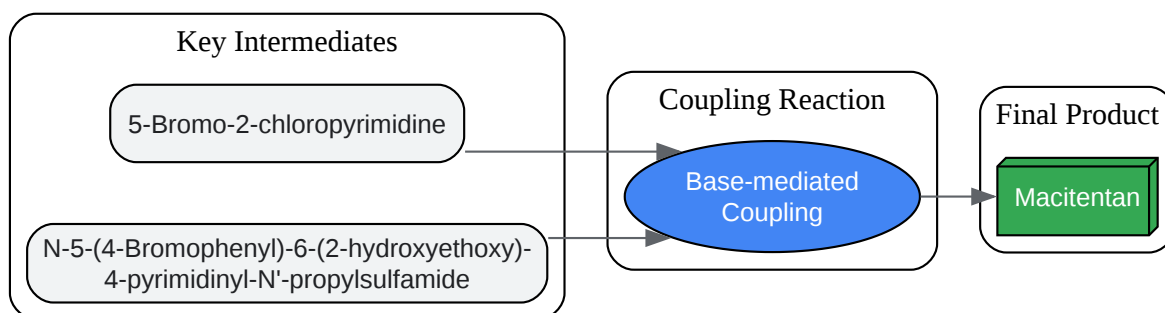 Key Intermediates
5-Bromo-2-chloropyrimidine
N-5-(4-Bromophenyl)-6-(2-hydroxyethoxy)-
4-pyrimidinyl-N'-propylsulfamide
Coupling Reaction
Base-mediated
Coupling
Final Product
Macitentan